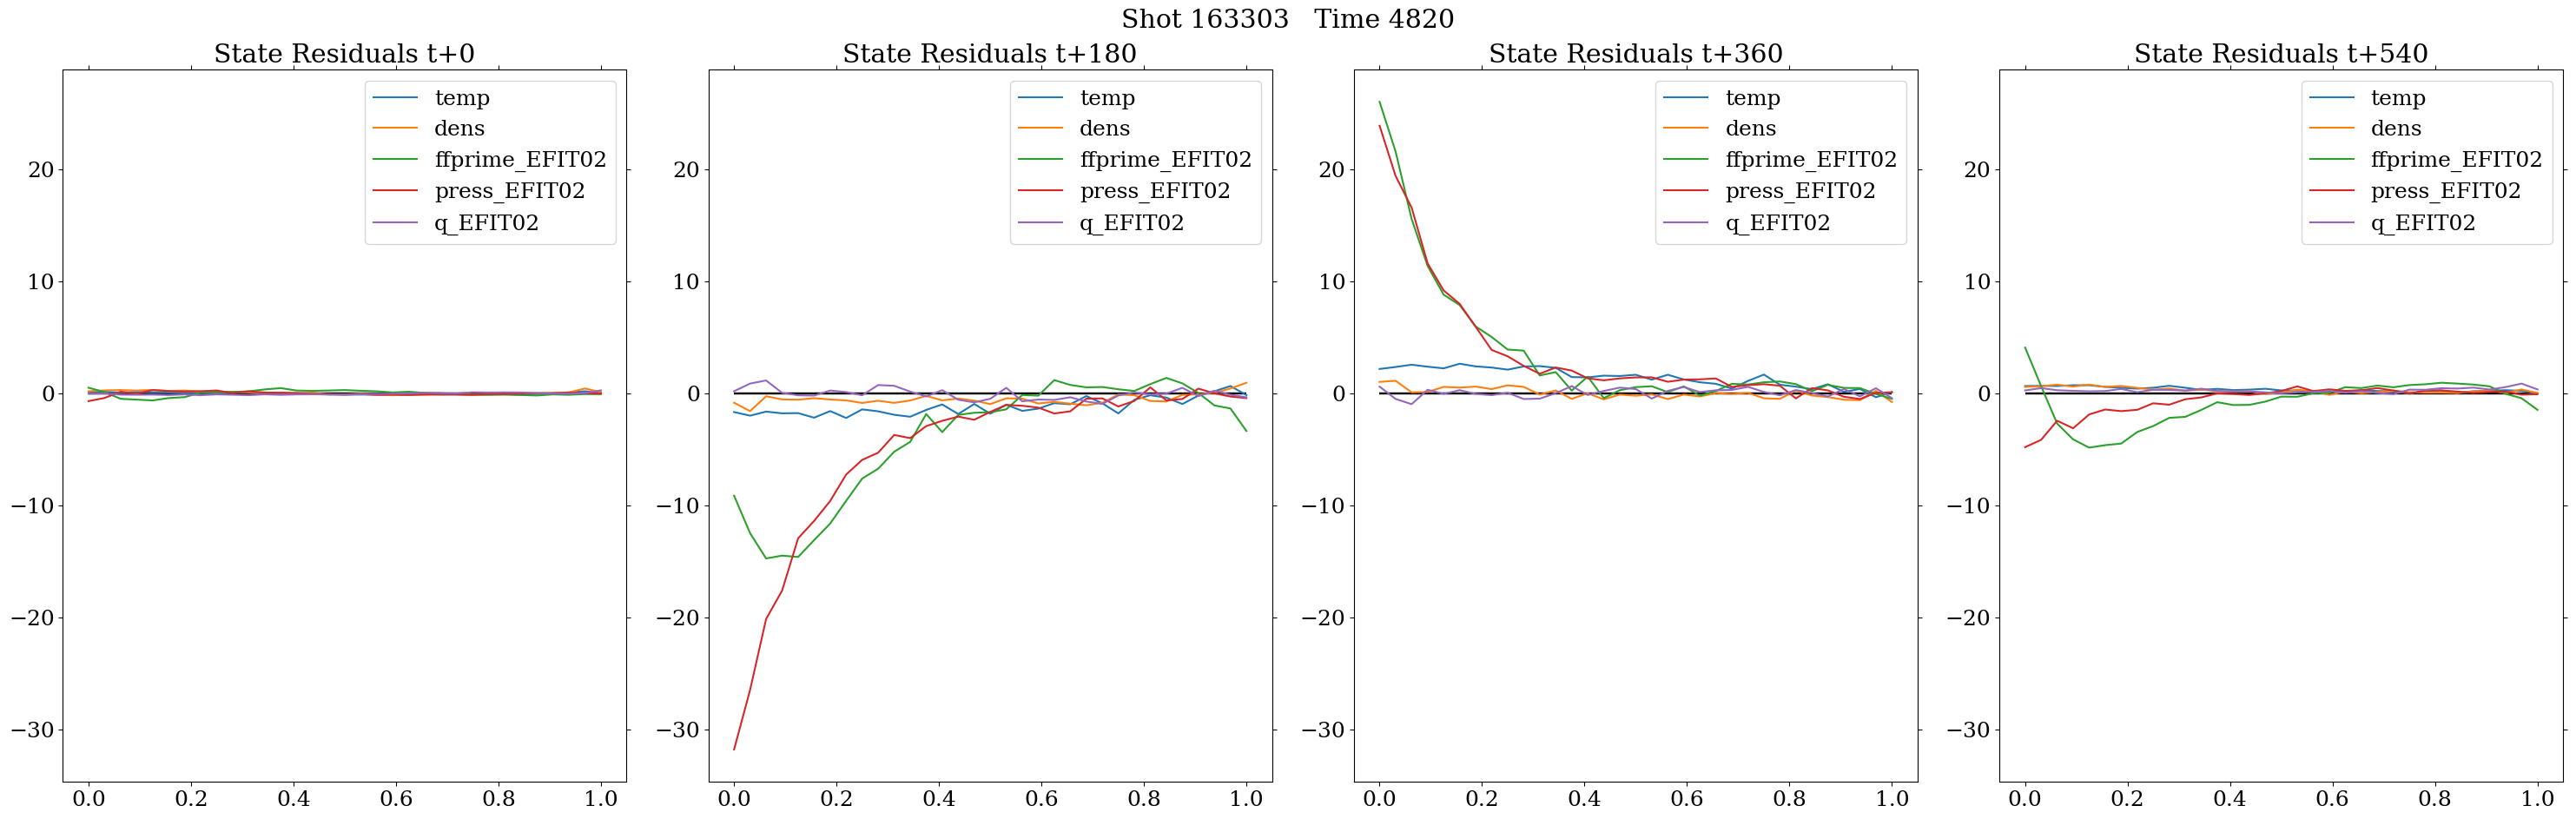 Shot 163303   Time 4820
State Residuals t+0
temp
dens
ffprime_EFIT02
press_EFIT02
q_EFIT02
20
10
0
−10
−20
−30
0.0 0.2 0.4 0.6 0.8 1.0
State Residuals t+180
temp
dens
ffprime_EFIT02
press_EFIT02
q_EFIT02
20
10
0
−10
−20
−30
0.0 0.2 0.4 0.6 0.8 1.0
State Residuals t+360
temp
dens
ffprime_EFIT02
press_EFIT02
q_EFIT02
20
10
0
−10
−20
−30
0.0 0.2 0.4 0.6 0.8 1.0
State Residuals t+540
temp
dens
ffprime_EFIT02
press_EFIT02
q_EFIT02
20
10
0
−10
−20
−30
0.0 0.2 0.4 0.6 0.8 1.0